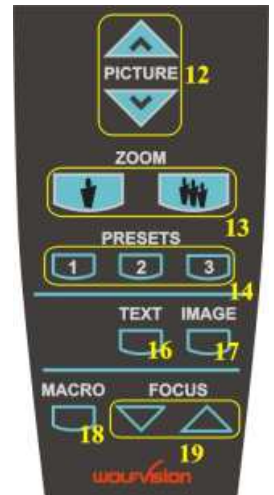 PICTURE 12
ZOOM
13
PRESETS
1 2 3
14
TEXT IMAGE
16 17
MACRO FOCUS
18 19
WOLFVISION